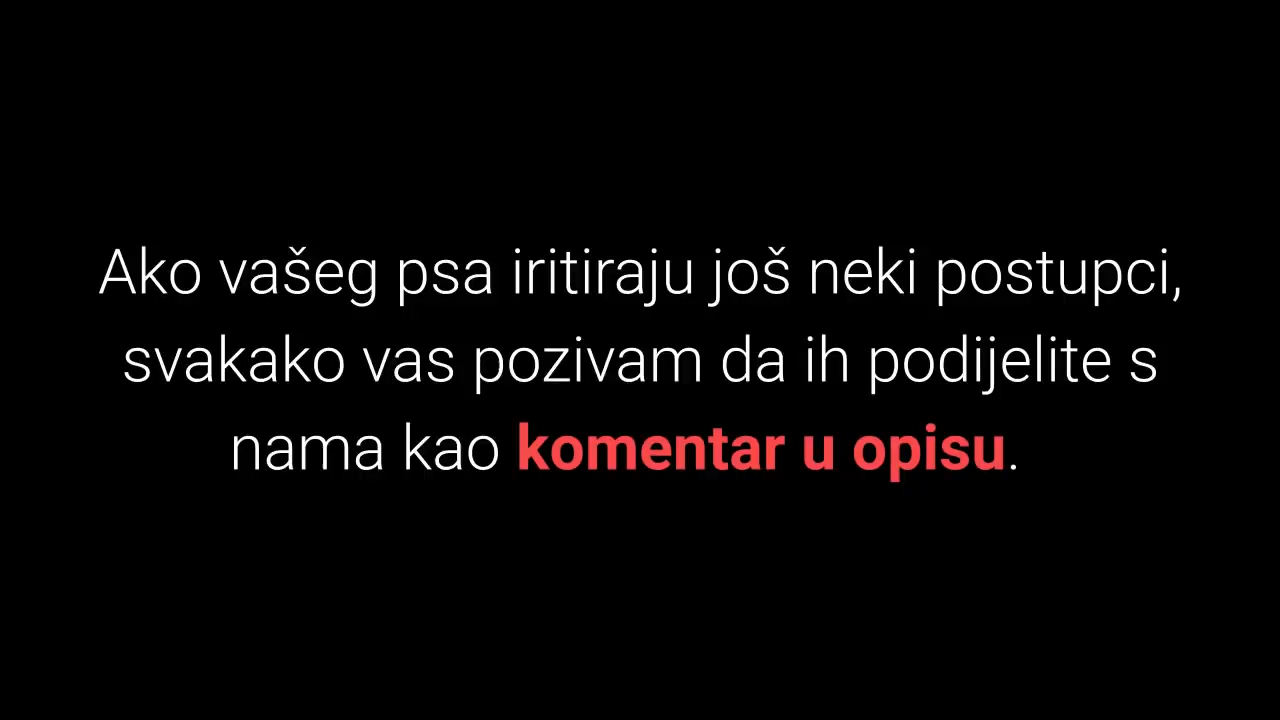 Ako vašeg psa iritiraju još neki postupci,
svakako vas pozivam da ih podijelite s
nama kao komentar u opisu.